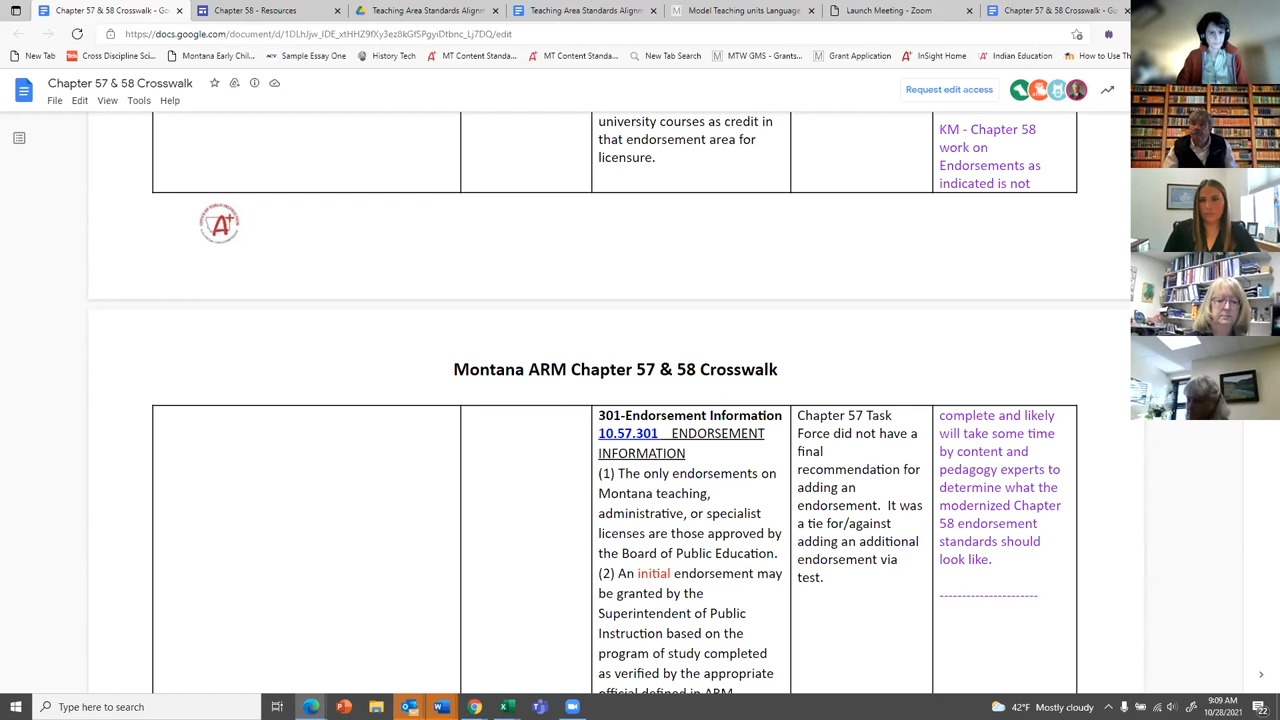 Chapter 57 & 58 Crosswalk - Go
Chapter 58 - Resources
Teaching Area Standards Alignm
Teaching Area Standards Alignm
Model Teaching units Language
Launch Meeting - Zoom
Chapter 57 & 58 Crosswalk - Go
https://docs.google.com/document/d/1DLhJjw_IDE_xtHHZ9fXy3ez8kGfSPgyiDtbnc_Lj7DQ/edit
New Tab
Cross Discipline Sci...
Montana Early Chil...
Sample Essay One
History Tech
MT Content Standa...
MT Content Standa...
New Tab Search
MTW GMS - Grants...
Grant Application
InSight Home
Indian Education
How to Use Th
Chapter 57 & 58 Crosswalk
File Edit View Tools Help
Request edit access
university courses as credit in
that endorsement area for
licensure.
KM - Chapter 58
work on
Endorsements as
indicated is not
A+
Montana ARM Chapter 57 & 58 Crosswalk
301-Endorsement Information
10.57.301 ENDORSEMENT
INFORMATION
(1) The only endorsements on
Montana teaching,
administrative, or specialist
licenses are those approved by
the Board of Public Education.
(2) An initial endorsement may
be granted by the
Superintendent of Public
Instruction based on the
program of study completed
as verified by the appropriate
official defined in ARM
Chapter 57 Task
Force did not have a
final
recommendation for
adding an
endorsement. It was
a tie for/against
adding an additional
endorsement via
test.
complete and likely
will take some time
by content and
pedagogy experts to
determine what the
modernized Chapter
58 endorsement
standards should
look like.
----------------------
Type here to search
42°F Mostly cloudy
9:09 AM
10/28/2021
22